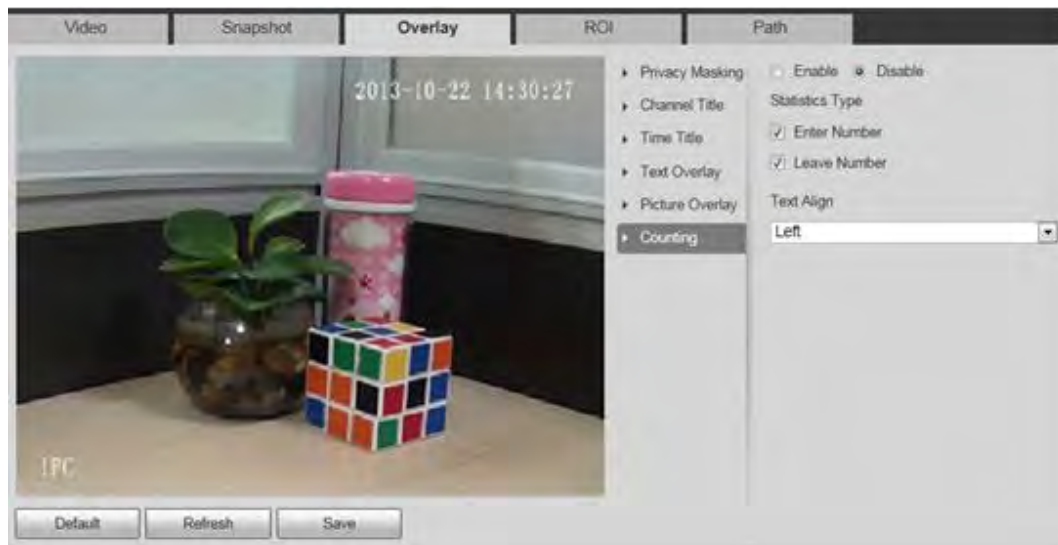 Video Snapshot Overlay ROI Path
2013-10-22 14:30:27
IPC
Privacy Masking
Channel Title
Time Title
Text Overlay
Picture Overlay
Counting
Enable Disable
Statistics Type
Enter Number
Leave Number
Text Align
Left
Default Refresh Save